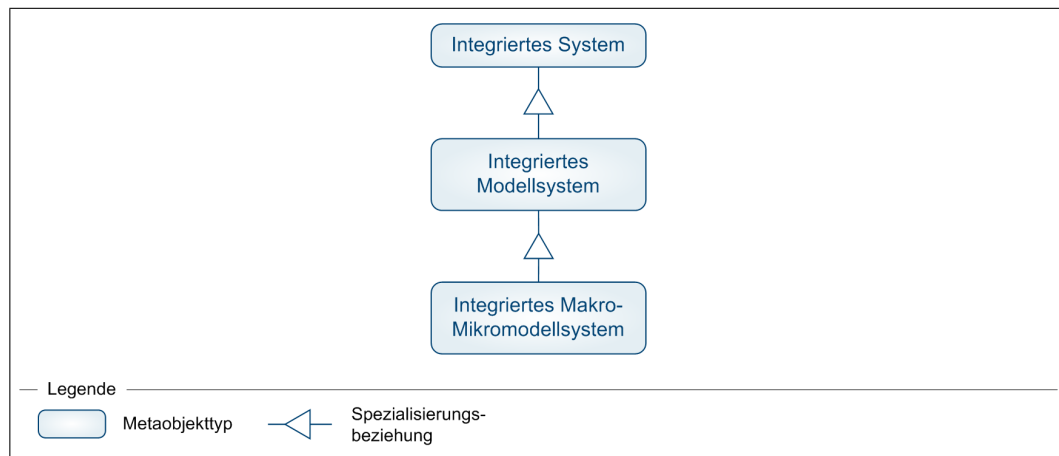 Integriertes System
Integriertes
Modellsystem
Integriertes Makro-
Mikromodellsystem
Legende
Metaobjekttyp
Spezialisierungs-
beziehung